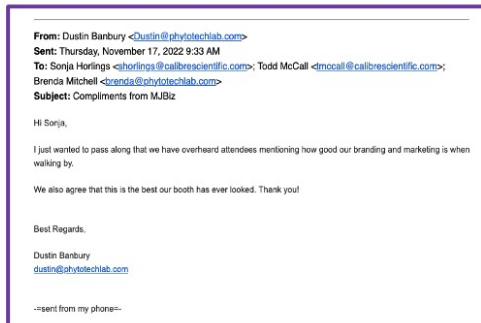 From: Dustin Banbury <Dustin@phytotechlab.com>
Sent: Thursday, November 17, 2022 9:33 AM
To: Sonja Horlings <shorlings@calibrescientific.com>; Todd McCall <tmccall@calibrescientific.com>;
Brenda Mitchell <brenda@phytotechlab.com>
Subject: Compliments from MJBiz
Hi Sonja,
I just wanted to pass along that we have overheard attendees mentioning how good our branding and marketing is when
walking by.
We also agree that this is the best our booth has ever looked. Thank you!
Best Regards,
Dustin Banbury
dustin@phytotechlab.com
-=sent from my phone=-